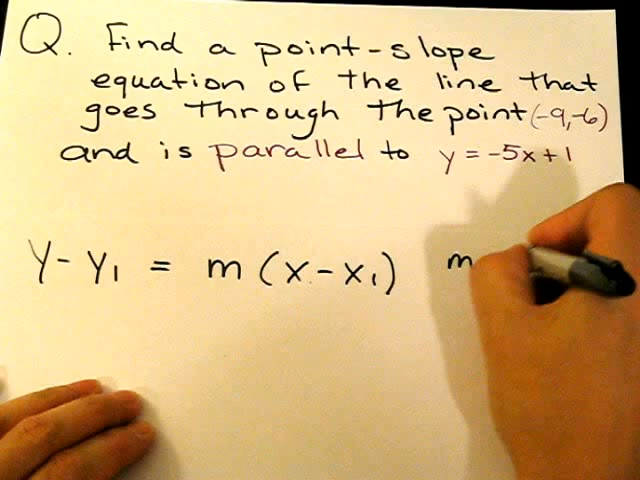 Q. Find a point-slope
equation of the line that
goes through the point (-9,-6)
and is parallel to y = -5x+1
y - y₁ = m (x - x₁) m